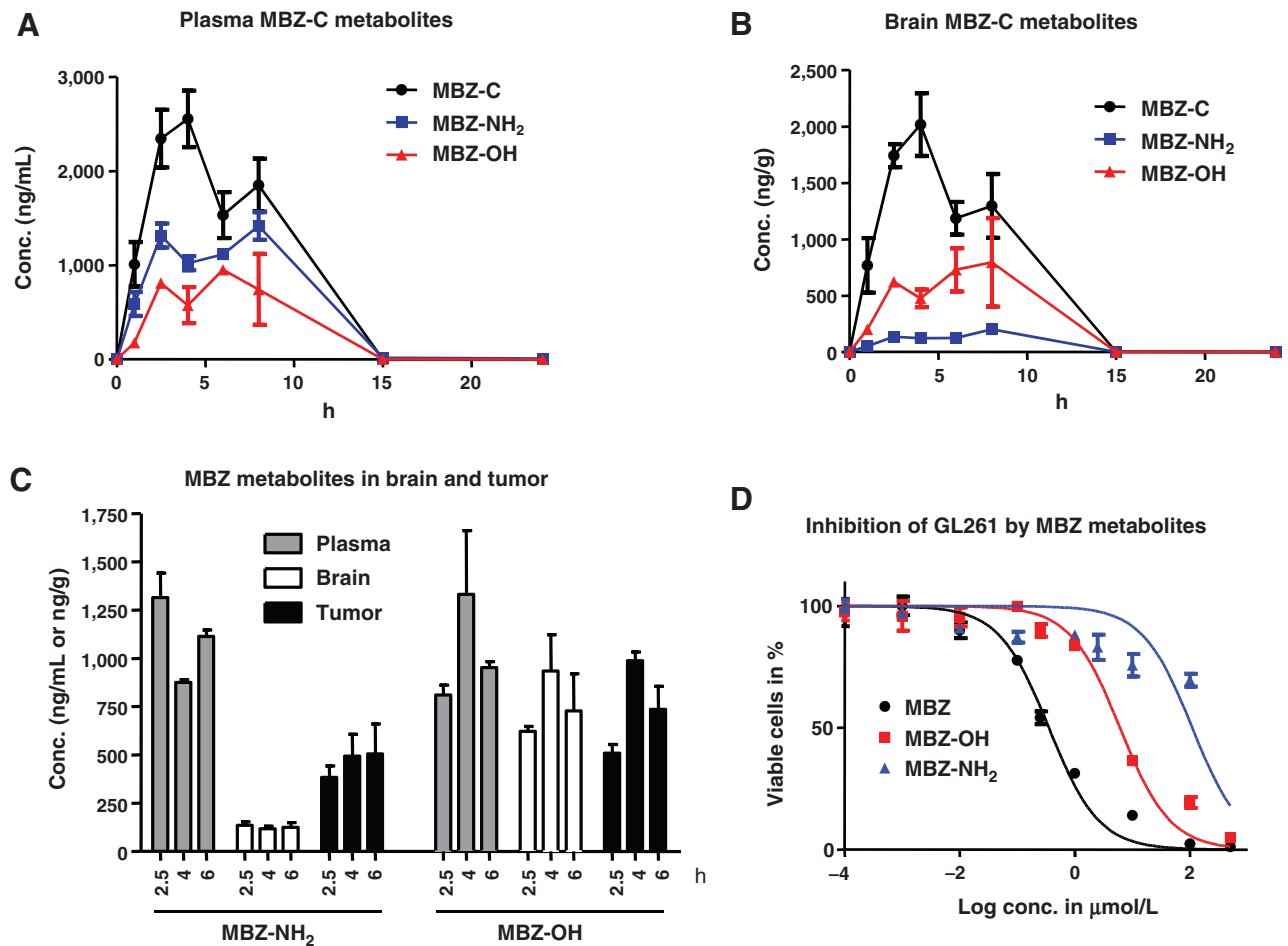 A
Plasma MBZ-C metabolites
3,000
2,000
1,000
0
Conc. (ng/mL)
0 5 10 15 20
h
MBZ-C
MBZ-NH₂
MBZ-OH
B
Brain MBZ-C metabolites
2,500
2,000
1,500
1,000
500
0
Conc. (ng/g)
0 5 10 15 20
h
MBZ-C
MBZ-NH₂
MBZ-OH
C
MBZ metabolites in brain and tumor
1,750
1,500
1,250
1,000
750
500
250
0
Conc. (ng/mL or ng/g)
Plasma
Brain
Tumor
2.5 4 6 2.5 4 6 2.5 4 6 2.5 4 6 2.5 4 6 2.5 4 6 h
MBZ-NH₂ MBZ-OH
D
Inhibition of GL261 by MBZ metabolites
100
50
0
Viable cells in %
MBZ
MBZ-OH
MBZ-NH₂
−4 −2 0 2
Log conc. in μmol/L